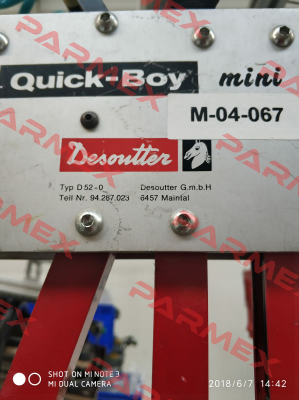 Quick-Boy mini
M-04-067
Desoutter
Typ D 52-0 Desoutter G.m.b.H
Teil Nr. 94.287.023 6457 Maintal
SHOT ON MI NOTE 3
MI DUAL CAMERA
2018/6/7 14:42
PARMEX